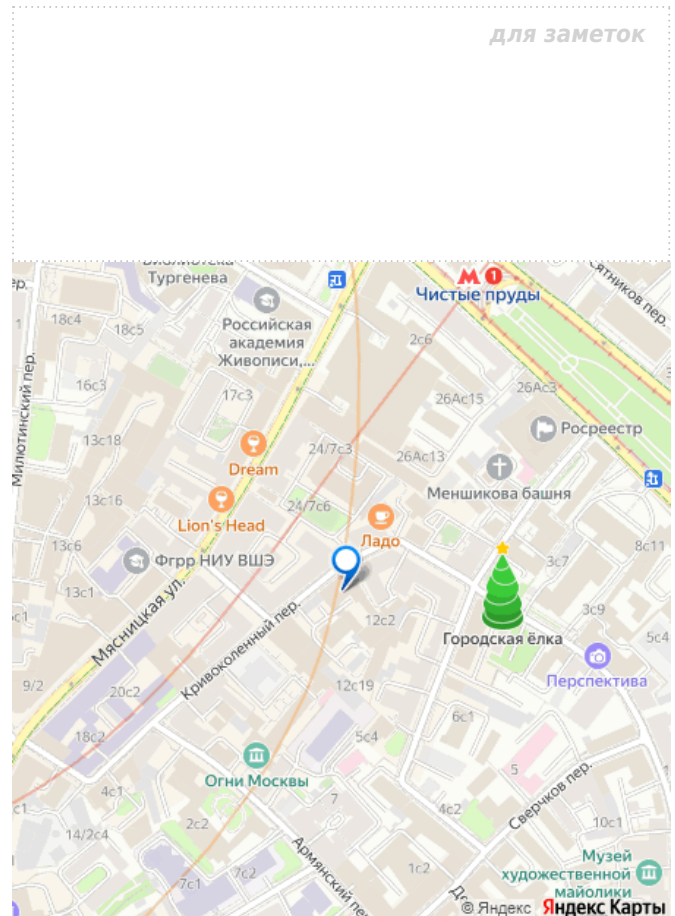 для заметок
Библиотека
Тургенева
Чистые пруды
1
Сятников пер.
18с4
18с5
Российская
академия
Живописи,...
2с6
Милютинский пер.
16с3
17с3
26Ас15
26Ас3
Росреестр
13с18
Dream
24/7с3
26Ас13
Меншикова башня
13с16
Lion's Head
24/7с6
Ладо
13с6
Фгрр НИУ ВШЭ
3с7
8с11
13с1
Мясницкая ул.
Кривоколенный пер.
12с2
Городская ёлка
3с9
5с4
Перспектива
9/2
20с2
12с19
6с1
18с2
5с4
Огни Москвы
5
Сверчков пер.
4с1
7
4с2
14/2с4
2с2
10с1
Армянский пер.
1с2
7с1
7с2
Музей
художественной
майолики
© Яндекс Яндекс Карты